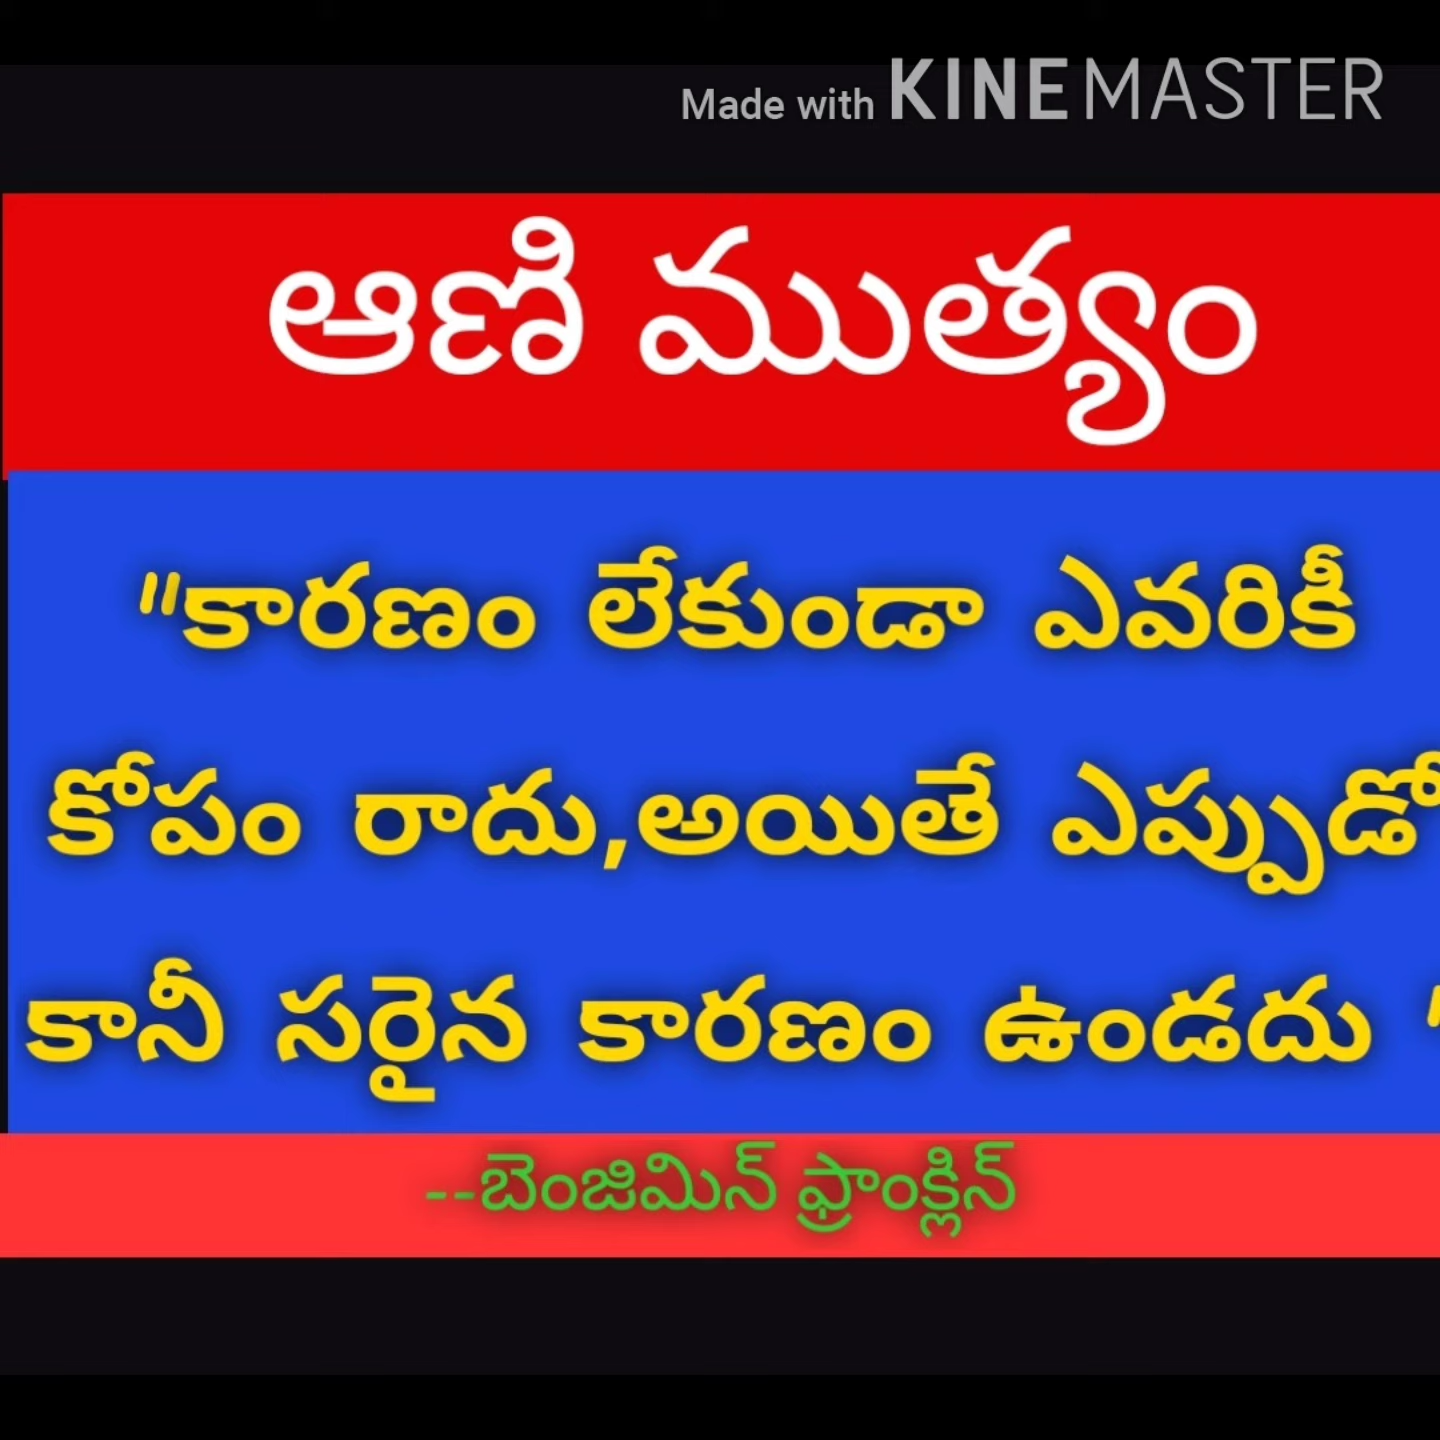 Made with KINEMASTER
ఆణి ముత్యం
"కారణం లేకుండా ఎవరికీ
కోపం రాదు,అయితే ఎప్పుడో
కానీ సరైన కారణం ఉండదు "
--బెంజిమిన్ ఫ్రాంక్లిన్